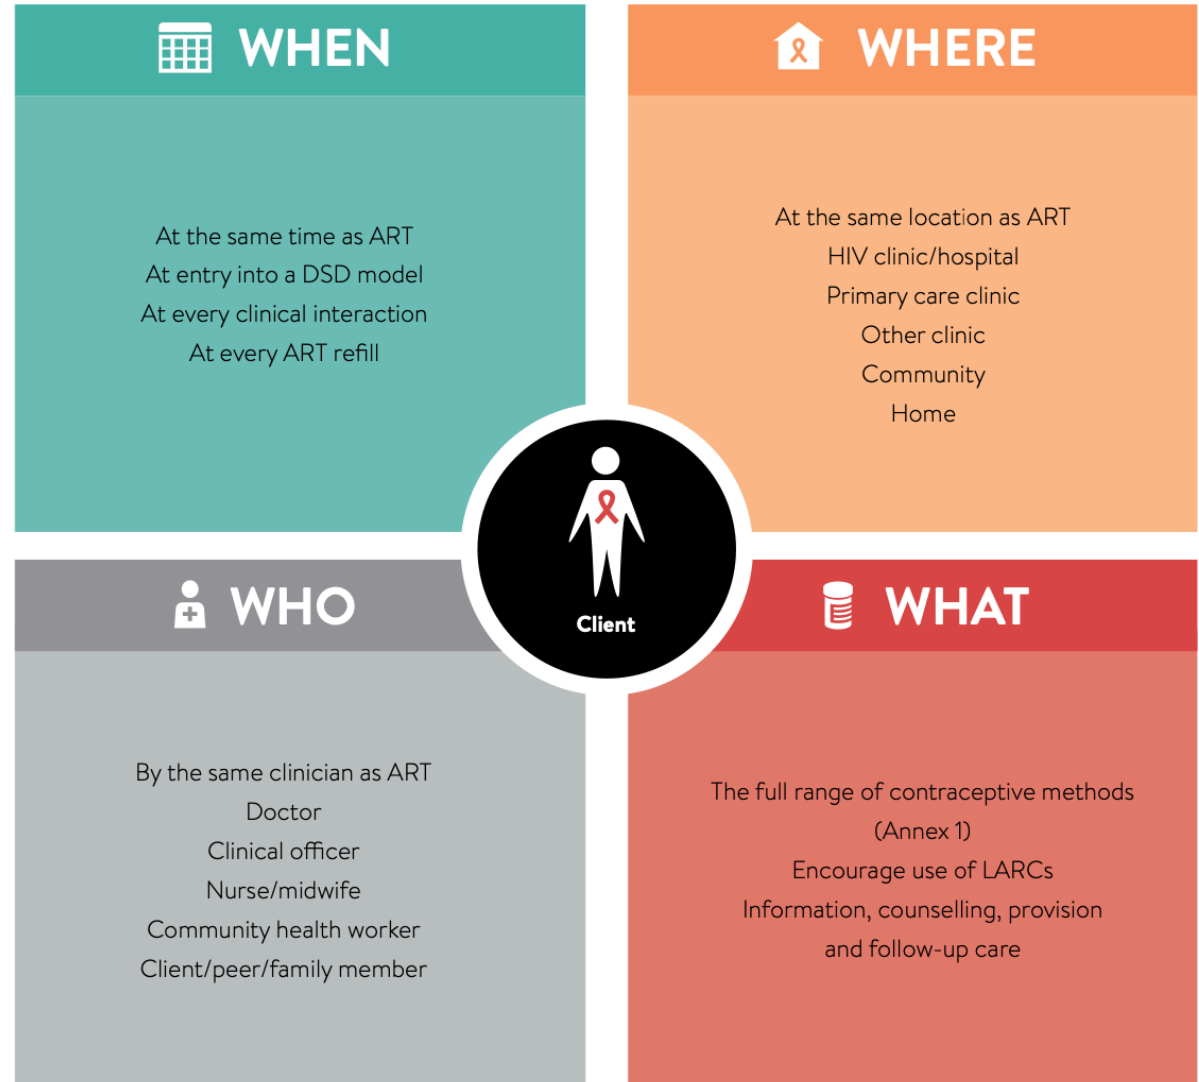 WHEN
At the same time as ART
At entry into a DSD model
At every clinical interaction
At every ART refill
WHERE
At the same location as ART
HIV clinic/hospital
Primary care clinic
Other clinic
Community
Home
Client
WHO
By the same clinician as ART
Doctor
Clinical officer
Nurse/midwife
Community health worker
Client/peer/family member
WHAT
The full range of contraceptive methods
(Annex 1)
Encourage use of LARCs
Information, counselling, provision
and follow-up care